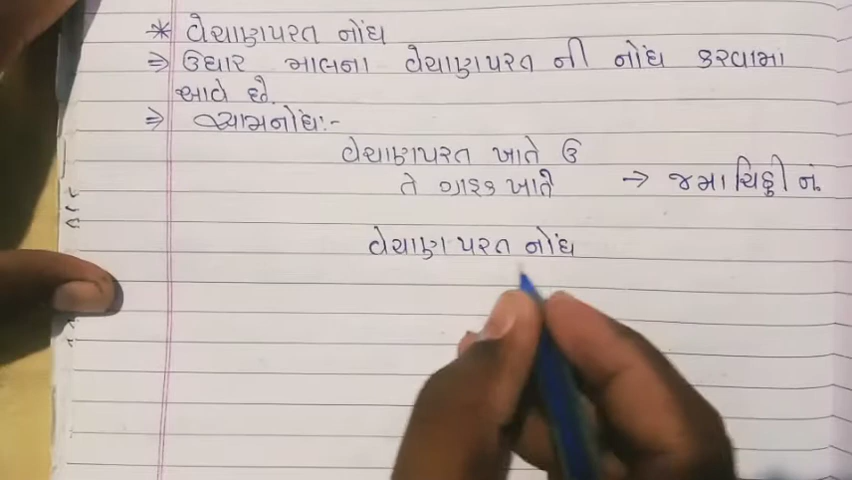 * વેચાણપરત નોંધ
⇒ ઉધાર માલના વેચાણપરત ની નોંધ કરવામા
આવે છે.
⇒ આમનોંધ:-
વેચાણપરત ખાતે ઉ
તે ગ્રાહક ખાતે → જમાચિઠ્ઠી નં.
વેચાણ પરત નોંધ